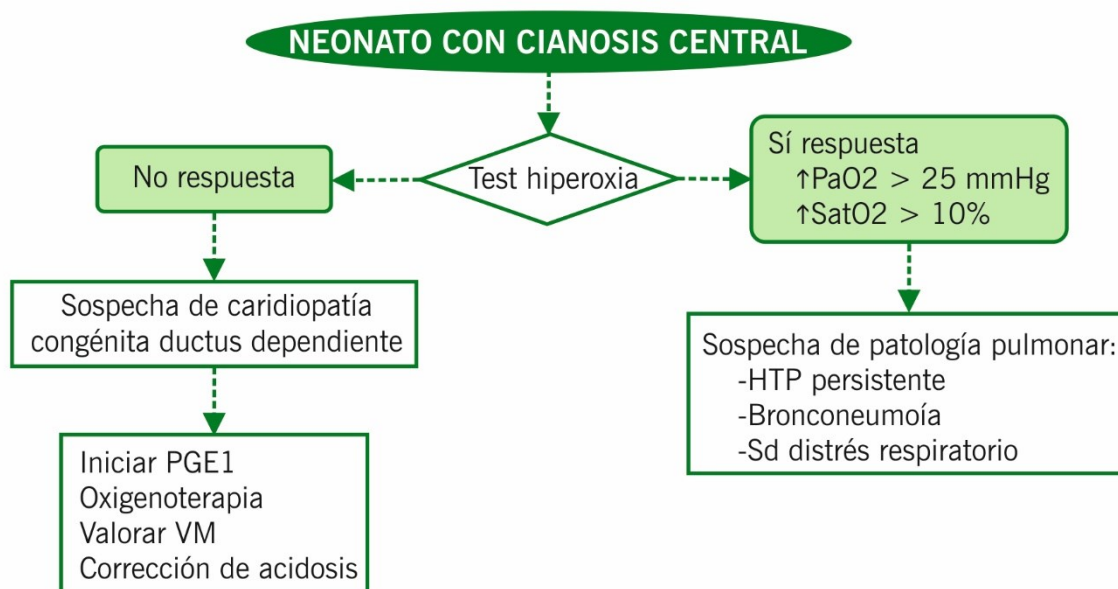 NEONATO CON CIANOSIS CENTRAL
Test hiperoxia
No respuesta
Sospecha de caridiopatía
congénita ductus dependiente
Iniciar PGE1
Oxigenoterapia
Valorar VM
Corrección de acidosis
Sí respuesta
↑PaO2 > 25 mmHg
↑SatO2 > 10%
Sospecha de patología pulmonar:
-HTP persistente
-Bronconeumoía
-Sd distrés respiratorio